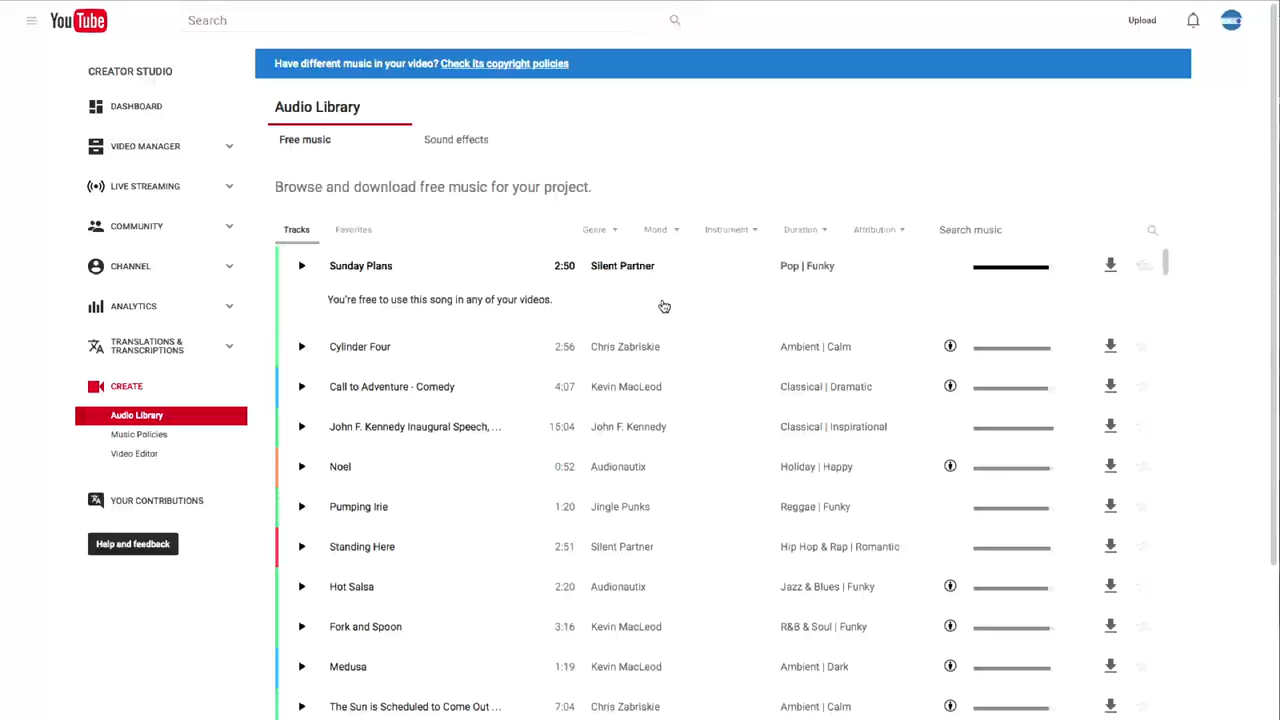 YouTube
Search
Upload
CREATOR STUDIO
DASHBOARD
VIDEO MANAGER
LIVE STREAMING
COMMUNITY
CHANNEL
ANALYTICS
TRANSLATIONS &
TRANSCRIPTIONS
CREATE
Audio Library
Music Policies
Video Editor
YOUR CONTRIBUTIONS
Help and feedback
Have different music in your video? Check its copyright policies
Audio Library
Free music Sound effects
Browse and download free music for your project.
Tracks Favorites Genre Mood Instrument Duration Attribution Search music
Sunday Plans 2:50 Silent Partner Pop | Funky
You're free to use this song in any of your videos.
Cylinder Four 2:56 Chris Zabriskie Ambient | Calm
Call to Adventure - Comedy 4:07 Kevin MacLeod Classical | Dramatic
John F. Kennedy Inaugural Speech, ... 15:04 John F. Kennedy Classical | Inspirational
Noel 0:52 Audionautix Holiday | Happy
Pumping Irie 1:20 Jingle Punks Reggae | Funky
Standing Here 2:51 Silent Partner Hip Hop & Rap | Romantic
Hot Salsa 2:20 Audionautix Jazz & Blues | Funky
Fork and Spoon 3:16 Kevin MacLeod R&B & Soul | Funky
Medusa 1:19 Kevin MacLeod Ambient | Dark
The Sun is Scheduled to Come Out ... 7:04 Chris Zabriskie Ambient | Calm